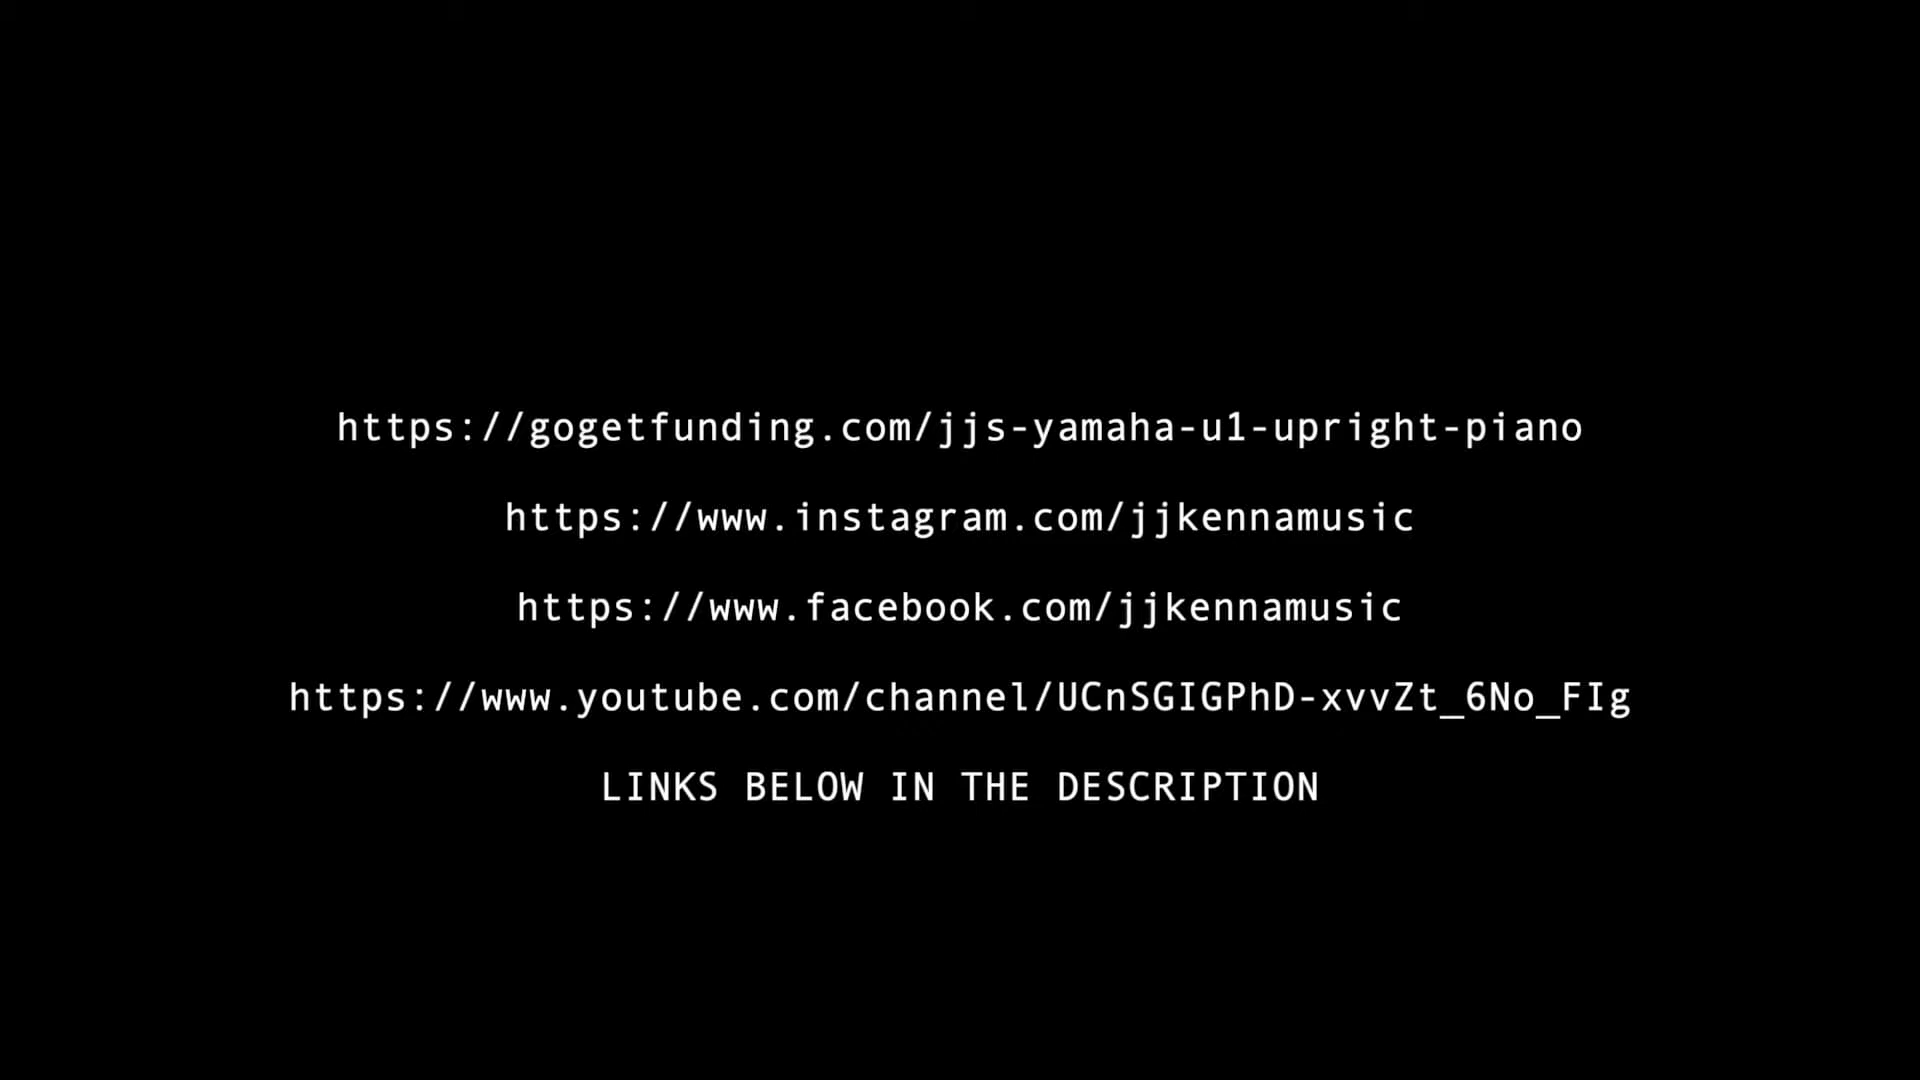 https://gogetfunding.com/jjs-yamaha-u1-upright-piano
https://www.instagram.com/jjkennamusic
https://www.facebook.com/jjkennamusic
https://www.youtube.com/channel/UCnSGIGPhD-xvvZt_6No_FIg
LINKS BELOW IN THE DESCRIPTION